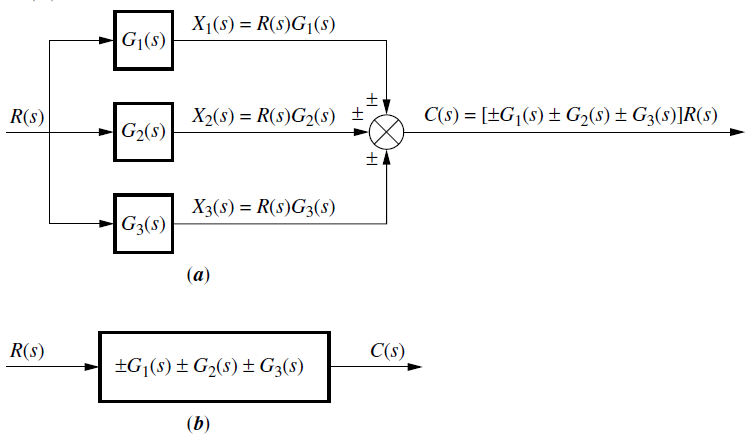 G₁(s)
X₁(s) = R(s)G₁(s)
±
R(s)
G₂(s)
X₂(s) = R(s)G₂(s)
±
C(s) = [±G₁(s) ± G₂(s) ± G₃(s)]R(s)
±
G₃(s)
X₃(s) = R(s)G₃(s)
(a)
R(s)
±G₁(s) ± G₂(s) ± G₃(s)
C(s)
(b)